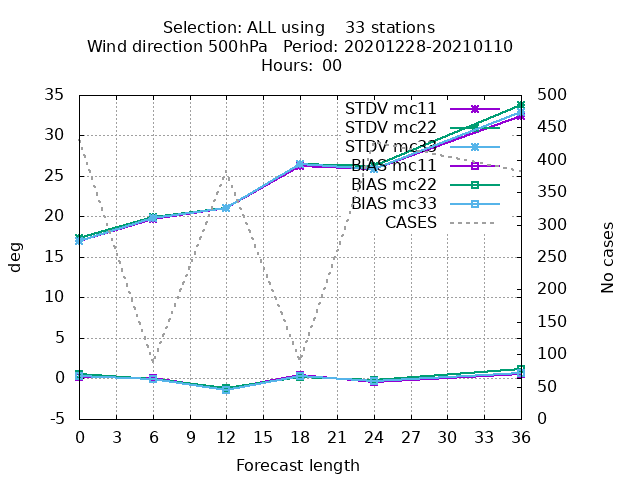 Selection: ALL using    33 stations
Wind direction 500hPa   Period: 20201228-20210110
Hours: 00
35
30
25
20
15
10
5
0
-5
deg
STDV mc11
STDV mc22
STDV mc33
BIAS mc11
BIAS mc22
BIAS mc33
CASES
500
450
400
350
300
250
200
150
100
50
0
No cases
0 3 6 9 12 15 18 21 24 27 30 33 36
Forecast length